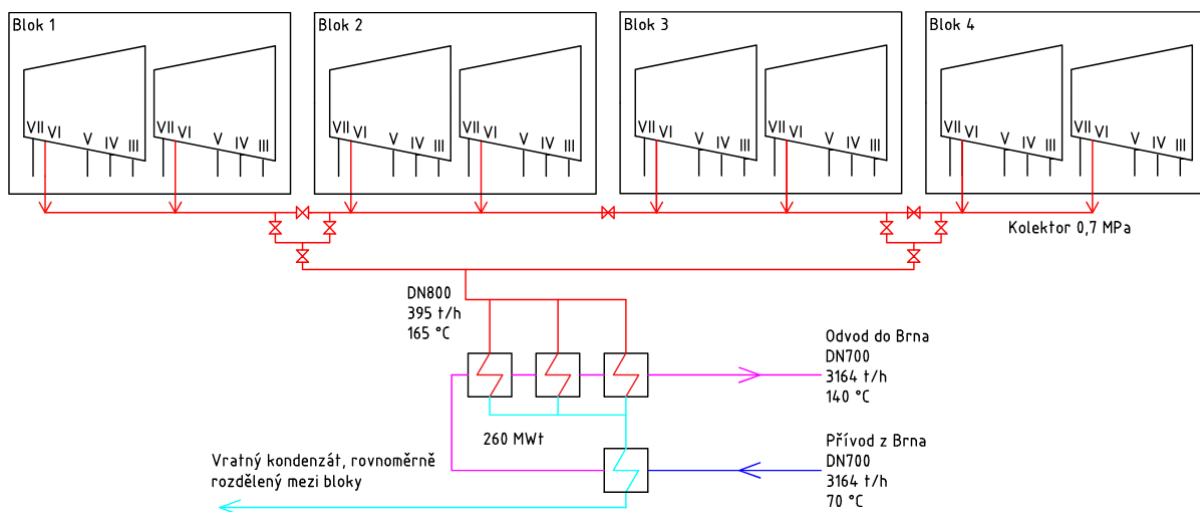 Blok 1
VII
VI
V
IV
III
VII
VI
V
IV
III
Blok 2
VII
VI
V
IV
III
VII
VI
V
IV
III
Blok 3
VII
VI
V
IV
III
VII
VI
V
IV
III
Blok 4
VII
VI
V
IV
III
VII
VI
V
IV
III
Kolektor 0,7 MPa
DN800
395 t/h
165 °C
Odvod do Brna
DN700
3164 t/h
140 °C
260 MWt
Přívod z Brna
DN700
3164 t/h
70 °C
Vratný kondenzát, rovnoměrně
rozdělený mezi bloky